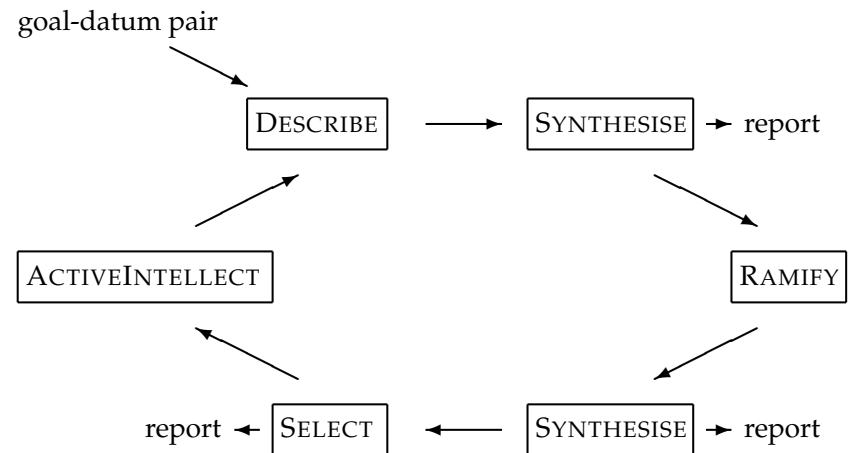 goal-datum pair
DESCRIBE
SYNTHESISE
report
ACTIVEINTELLECT
RAMIFY
report
SELECT
SYNTHESISE
report